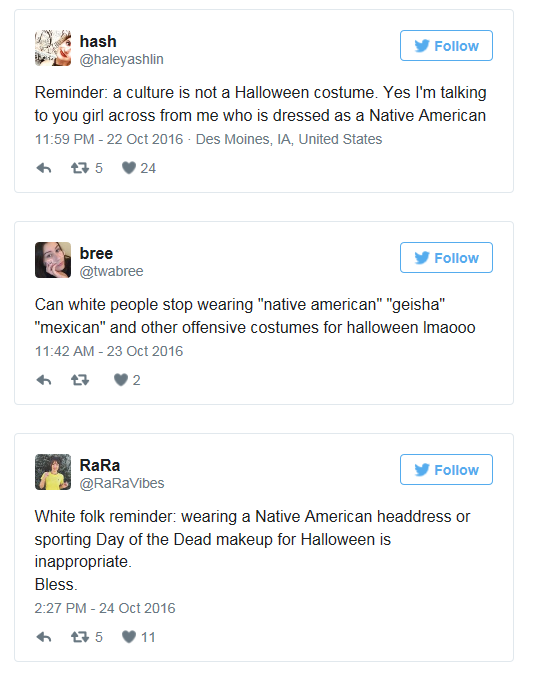 hash
Follow
@haleyashlin
Reminder: a culture is not a Halloween costume. Yes I'm talking
to you girl across from me who is dressed as a Native American
11:59 PM - 22 Oct 2016 · Des Moines, IA, United States
5 24
bree
Follow
@twabree
Can white people stop wearing "native american" "geisha"
"mexican" and other offensive costumes for halloween lmaooo
11:42 AM - 23 Oct 2016
2
RaRa
Follow
@RaRaVibes
White folk reminder: wearing a Native American headdress or
sporting Day of the Dead makeup for Halloween is
inappropriate.
Bless.
2:27 PM - 24 Oct 2016
5 11